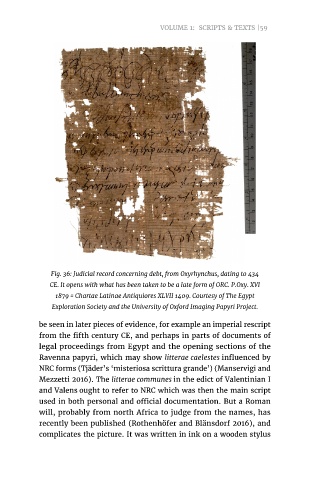 VOLUME 1: SCRIPTS & TEXTS |59
Fig. 36: Judicial record concerning debt, from Oxyrhynchus, dating to 434
CE. It opens with what has been taken to be a late form of ORC. P.Oxy. XVI
1879 = Chartae Latinae Antiquiores XLVII 1409. Courtesy of The Egypt
Exploration Society and the University of Oxford Imaging Papyri Project.
be seen in later pieces of evidence, for example an imperial rescript
from the fifth century CE, and perhaps in parts of documents of
legal proceedings from Egypt and the opening sections of the
Ravenna papyri, which may show litterae caelestes influenced by
NRC forms (Tjäder's 'misteriosa scrittura grande') (Manservigi and
Mezzetti 2016). The litterae communes in the edict of Valentinian I
and Valens ought to refer to NRC which was then the main script
used in both personal and official documentation. But a Roman
will, probably from north Africa to judge from the names, has
recently been published (Rothenhöfer and Blänsdorf 2016), and
complicates the picture. It was written in ink on a wooden stylus